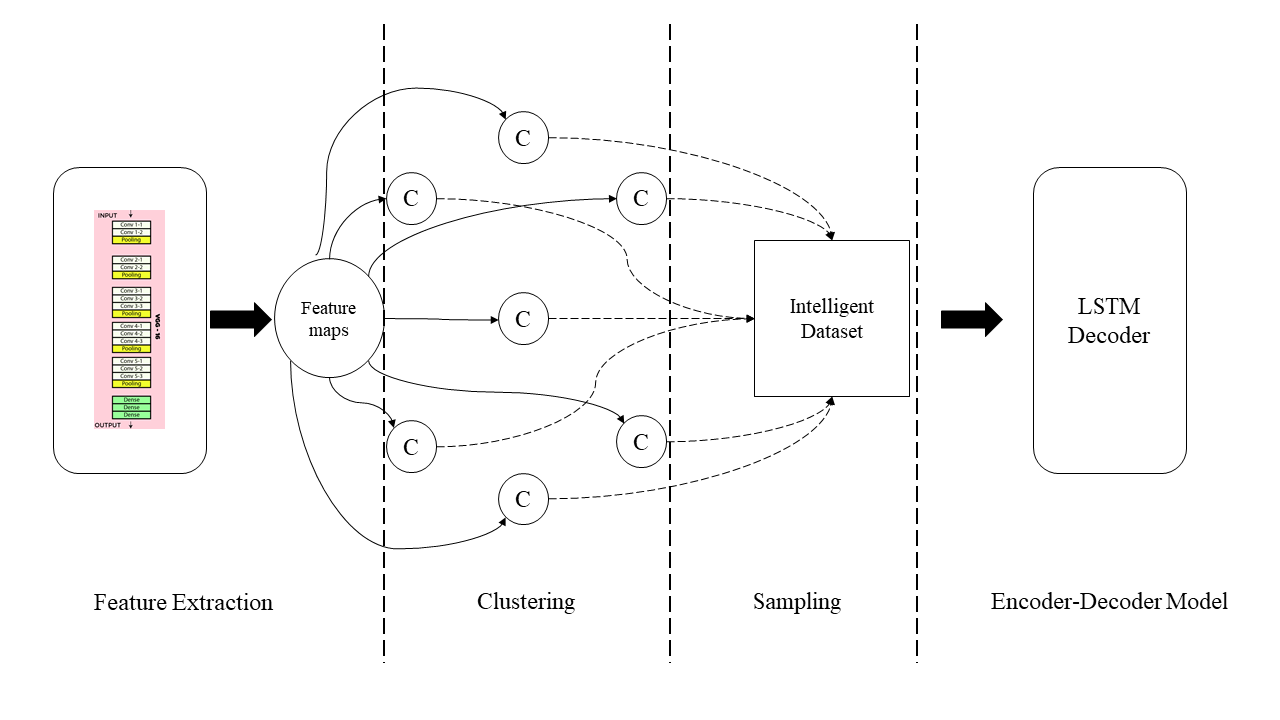 INPUT
Conv 1-1
Conv 1-2
Pooling
Conv 2-1
Conv 2-2
Pooling
Conv 3-1
Conv 3-2
Conv 3-3
Pooling
Conv 4-1
Conv 4-2
Conv 4-3
Pooling
Conv 5-1
Conv 5-2
Conv 5-3
Pooling
Dense
Dense
Dense
OUTPUT
VGG - 16
Feature
maps
C
C
C
C
C
C
C
Intelligent
Dataset
LSTM
Decoder
Feature Extraction
Clustering
Sampling
Encoder-Decoder Model